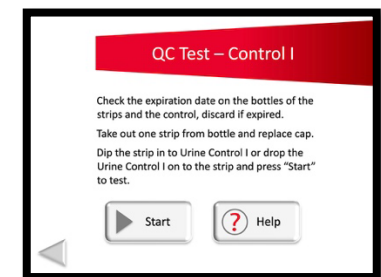 QC Test – Control I
Check the expiration date on the bottles of the
strips and the control, discard if expired.
Take out one strip from bottle and replace cap.
Dip the strip in to Urine Control I or drop the
Urine Control I on to the strip and press “Start”
to test.
Start
? Help